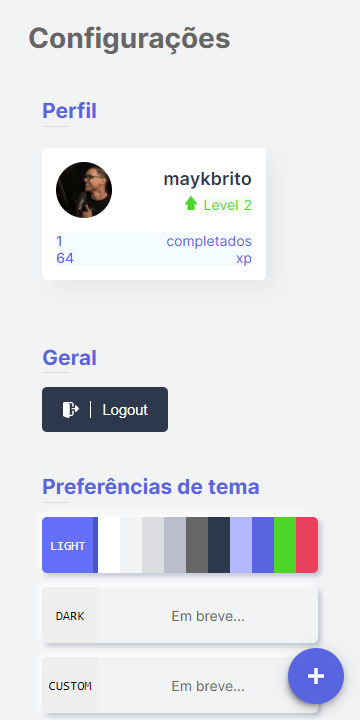 Configurações
Perfil
maykbrito
Level 2
1 completados
64 xp
Geral
Logout
Preferências de tema
LIGHT
DARK Em breve...
CUSTOM Em breve...
+